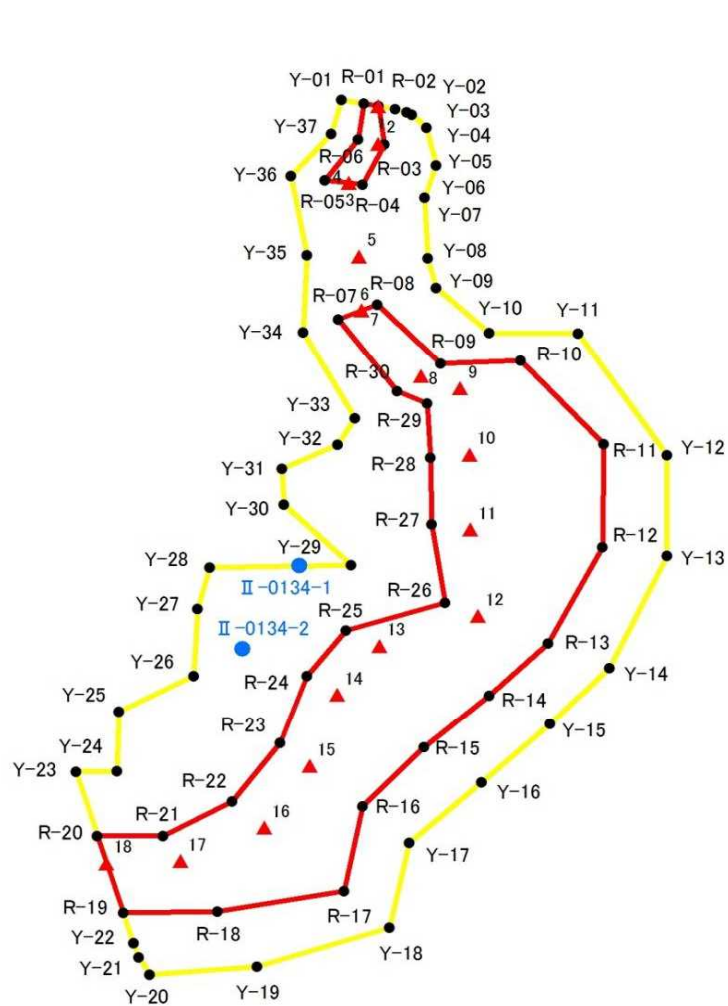 Y-01 R-01 R-02 Y-02
Y-03
Y-37 1 2 Y-04
R-06 R-03 Y-05
Y-36 4 3 Y-06
R-05 R-04 Y-07
Y-35 5 Y-08
R-08 Y-09
R-07 6
7 Y-10 Y-11
Y-34 R-09 R-10
R-30 8 9
Y-33 R-29
Y-32 R-11
R-28 10 Y-12
Y-31
Y-30 R-27 11
Y-29 R-12
Y-28 Y-13
Ⅱ-0134-1
Y-27 R-26
Ⅱ-0134-2 R-25 12
13 R-13
Y-26 R-24 14 Y-14
R-14
Y-25 R-23 Y-15
R-15
Y-24 15
Y-23 R-22 Y-16
R-21 R-16
R-20 18 17 16 Y-17
R-19 R-17
R-18
Y-22 Y-18
Y-21
Y-20 Y-19